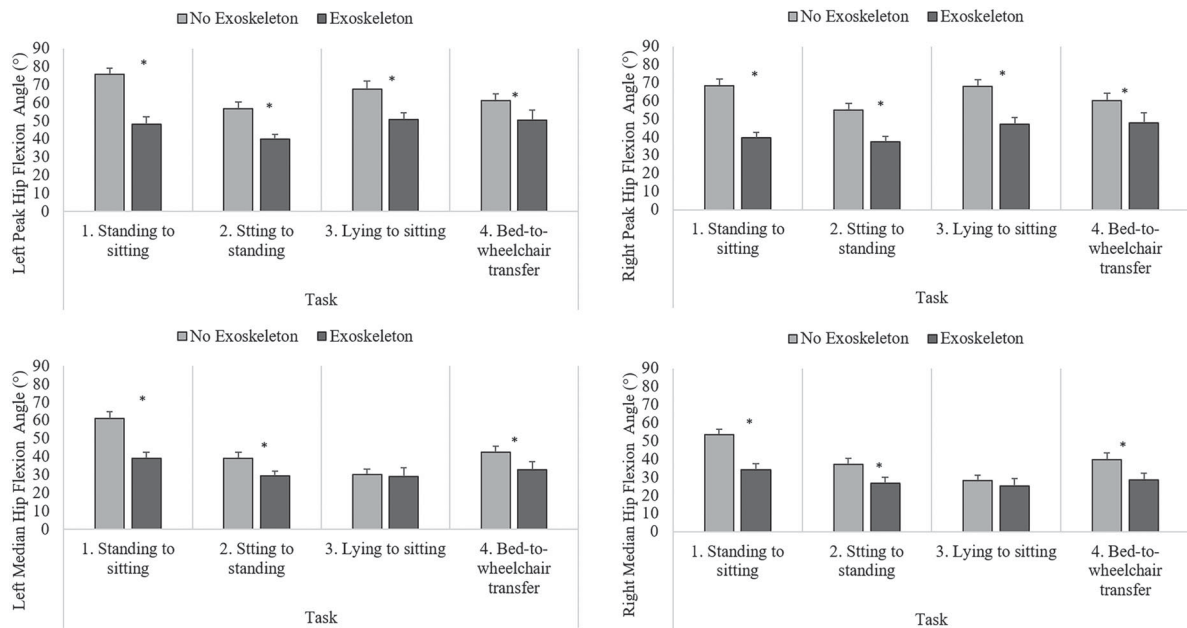 No Exoskeleton Exoskeleton
Left Peak Hip Flexion Angle (°)
90
80
70
60
50
40
30
20
10
0
*
*
*
*
1. Standing to
sitting
2. Stting to
standing
3. Lying to sitting
4. Bed-to-
wheelchair
transfer
Task
No Exoskeleton Exoskeleton
Right Peak Hip Flexion Angle (°)
90
80
70
60
50
40
30
20
10
0
*
*
*
*
1. Standing to
sitting
2. Stting to
standing
3. Lying to sitting
4. Bed-to-
wheelchair
transfer
Task
No Exoskeleton Exoskeleton
Left Median Hip Flexion Angle (°)
90
80
70
60
50
40
30
20
10
0
*
*
*
1. Standing to
sitting
2. Stting to
standing
3. Lying to sitting
4. Bed-to-
wheelchair
transfer
Task
No Exoskeleton Exoskeleton
Right Median Hip Flexion Angle (°)
90
80
70
60
50
40
30
20
10
0
*
*
*
1. Standing to
sitting
2. Stting to
standing
3. Lying to sitting
4. Bed-to-
wheelchair
transfer
Task